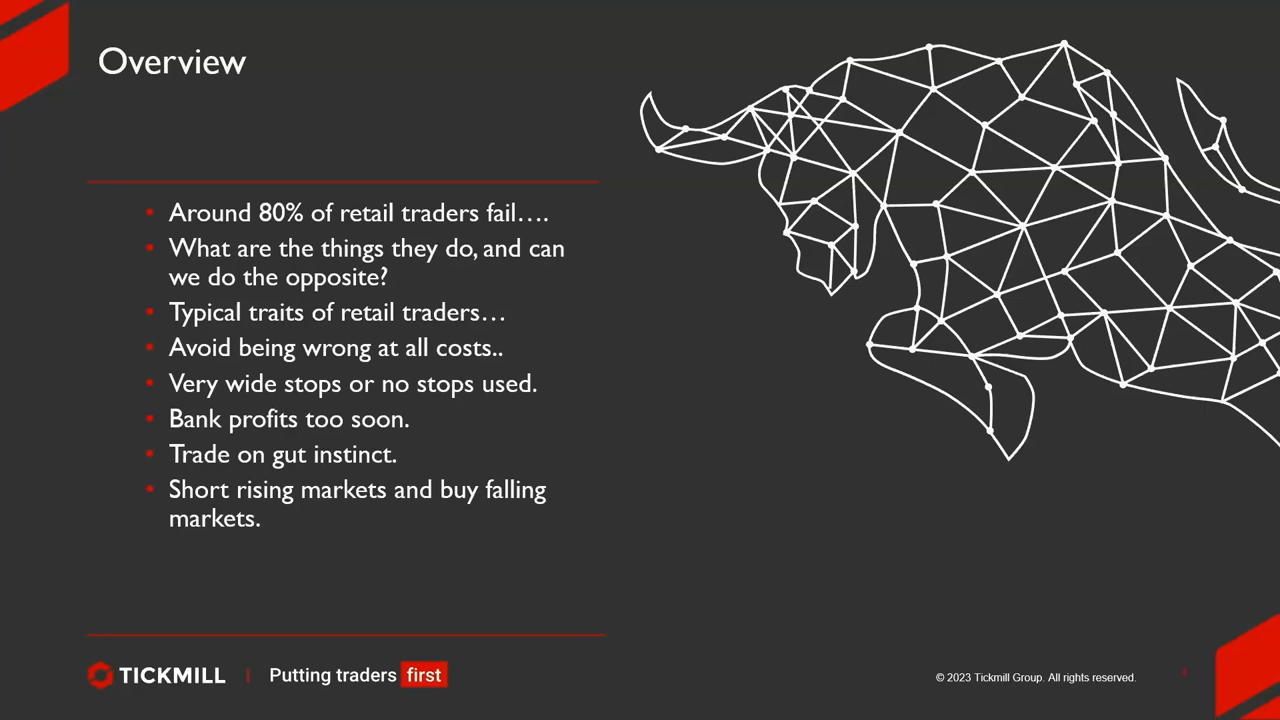 Overview
Around 80% of retail traders fail….
What are the things they do, and can
we do the opposite?
Typical traits of retail traders…
Avoid being wrong at all costs..
Very wide stops or no stops used.
Bank profits too soon.
Trade on gut instinct.
Short rising markets and buy falling
markets.
TICKMILL | Putting traders first
© 2023 Tickmill Group. All rights reserved.